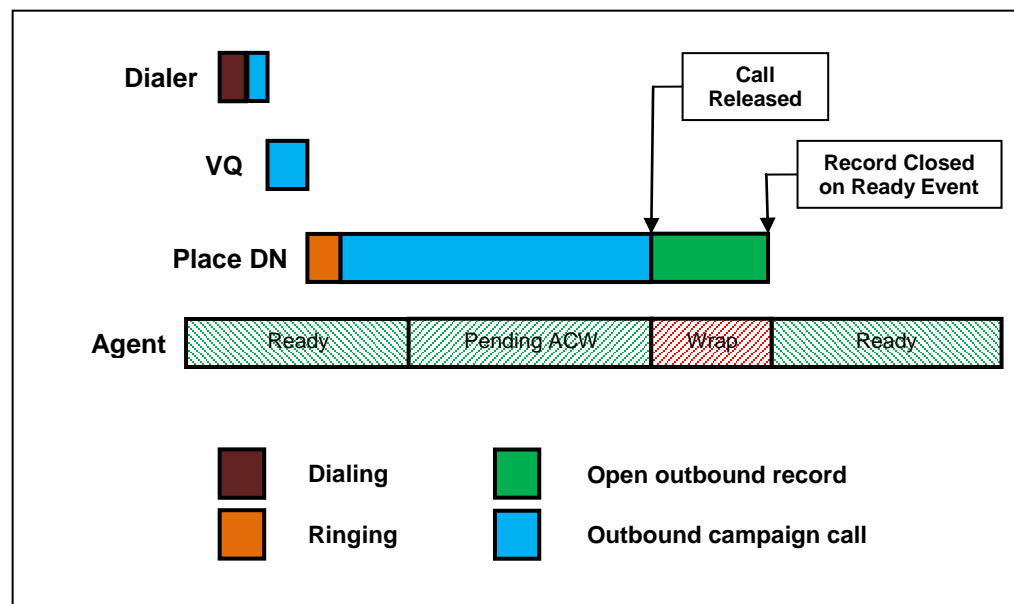 Dialer
Call
Released
VQ
Record Closed
on Ready Event
Place DN
Agent
Ready
Pending ACW
Wrap
Ready
Dialing
Open outbound record
Ringing
Outbound campaign call